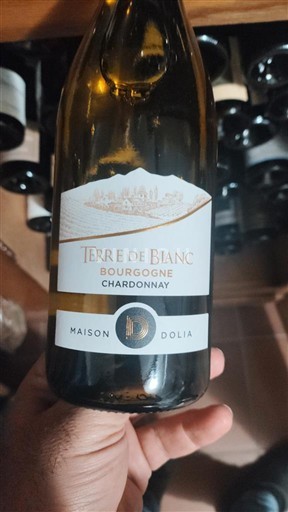 TERRE DE BLANC
BOURGOGNE
CHARDONNAY
MAISON D DOLIA